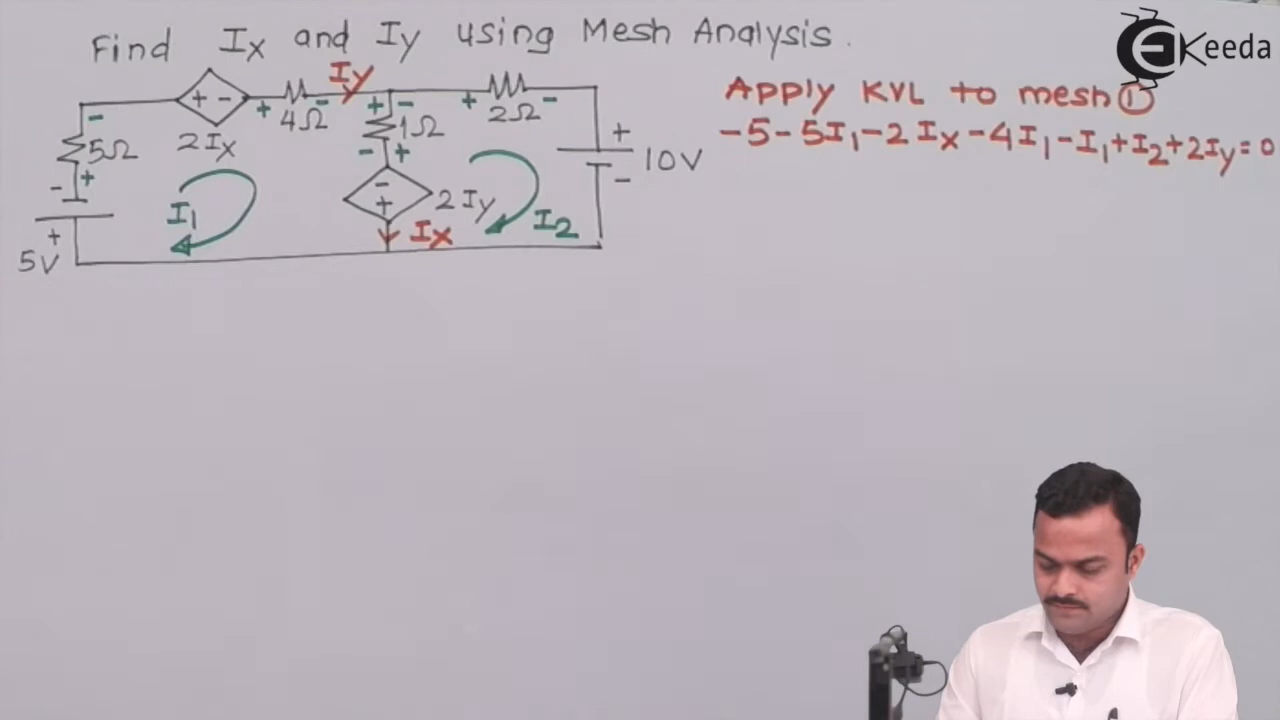 Find Ix and Iy using Mesh Analysis.
EKeeda
Apply KVL to mesh ①
-5-5I₁-2Ix-4I₁-I₁+I₂+2Iy=0
Iy
+ -
+ -
4Ω
2Ix
-
5Ω
+
-
+
5V
I₁
+ -
1Ω
- +
-
+
2Iy
Ix
+ -
2Ω
I₂
+
-
10V